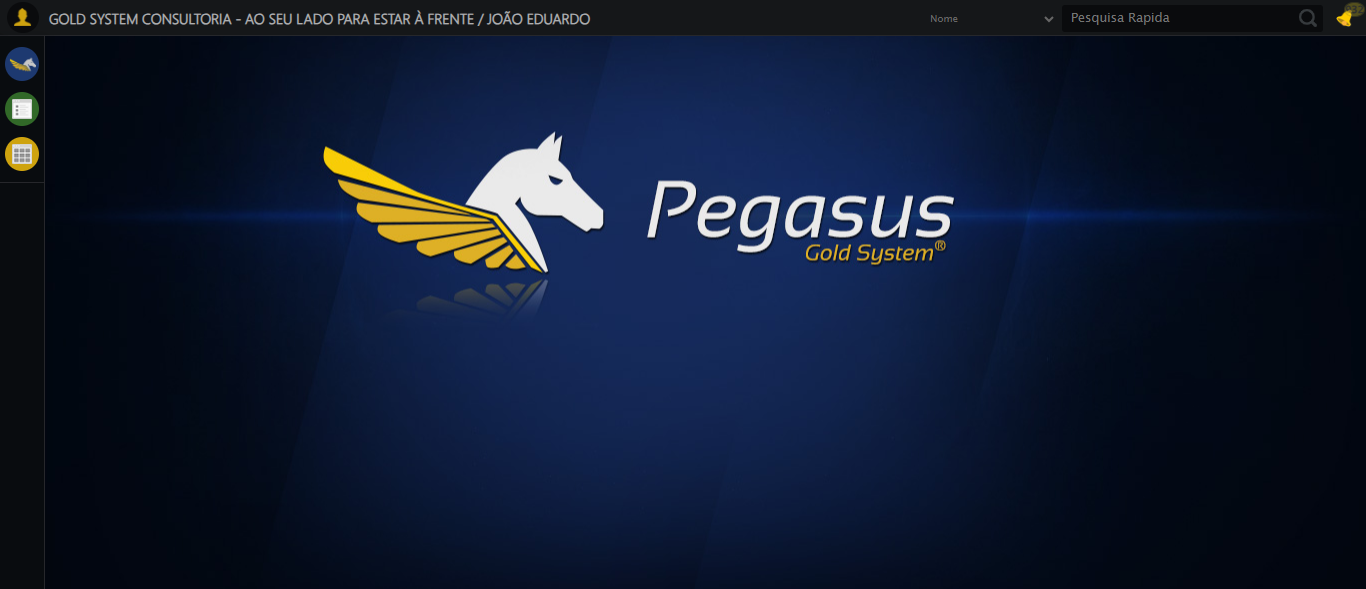 GOLD SYSTEM CONSULTORIA - AO SEU LADO PARA ESTAR À FRENTE / JOÃO EDUARDO
Nome
Pesquisa Rapida
Pegasus
Gold System®